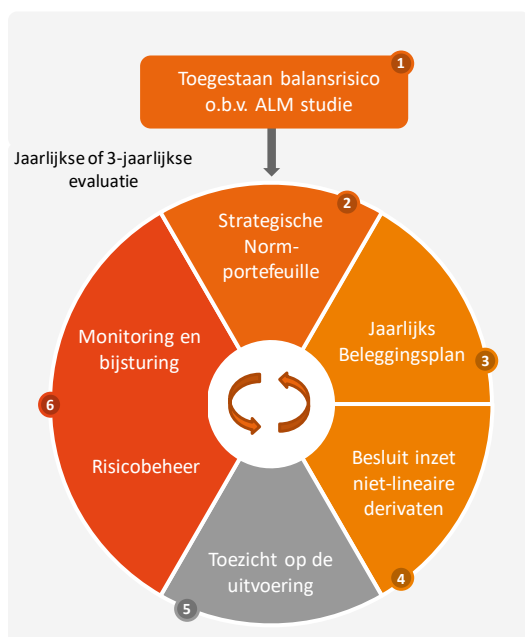 1
Toegestaan balansrisico
o.b.v. ALM studie
Jaarlijkse of 3-jaarlijkse
evaluatie
2
Strategische
Norm-
portefeuille
Jaarlijks
Beleggingsplan
3
Besluit inzet
niet-lineaire
derivaten
4
Toezicht op de
uitvoering
5
Monitoring en
bijsturing
6
Risicobeheer